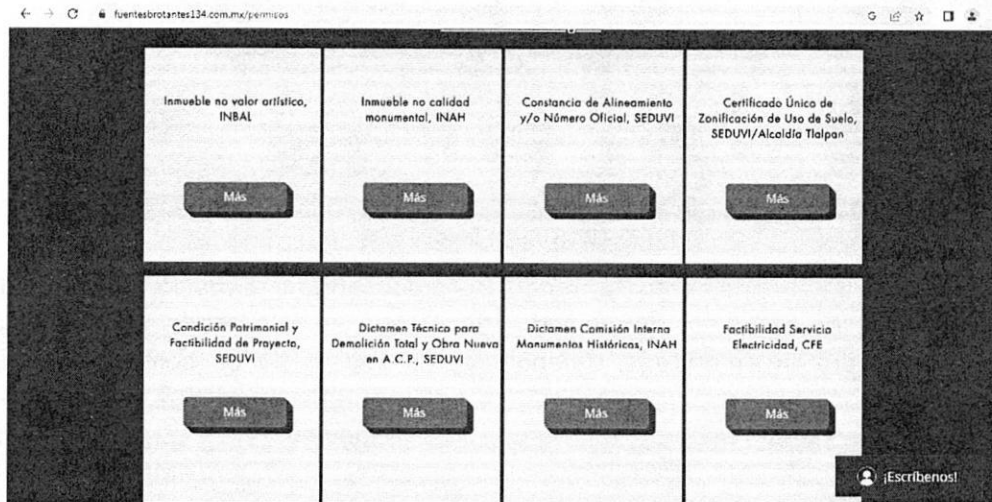 fuentesbrotantes134.com.mx/permisos
Inmueble no valor artístico,
INBAL
Más
Inmueble no calidad
monumental, INAH
Más
Constancia de Alineamiento
y/o Número Oficial, SEDUVI
Más
Certificado Único de
Zonificación de Uso de Suelo,
SEDUVI/Alcaldía Tlalpan
Más
Condición Patrimonial y
Factibilidad de Proyecto,
SEDUVI
Más
Dictamen Técnico para
Demolición Total y Obra Nueva
en A.C.P., SEDUVI
Más
Dictamen Comisión Interna
Monumentos Históricos, INAH
Más
Factibilidad Servicio
Electricidad, CFE
Más
¡Escríbenos!